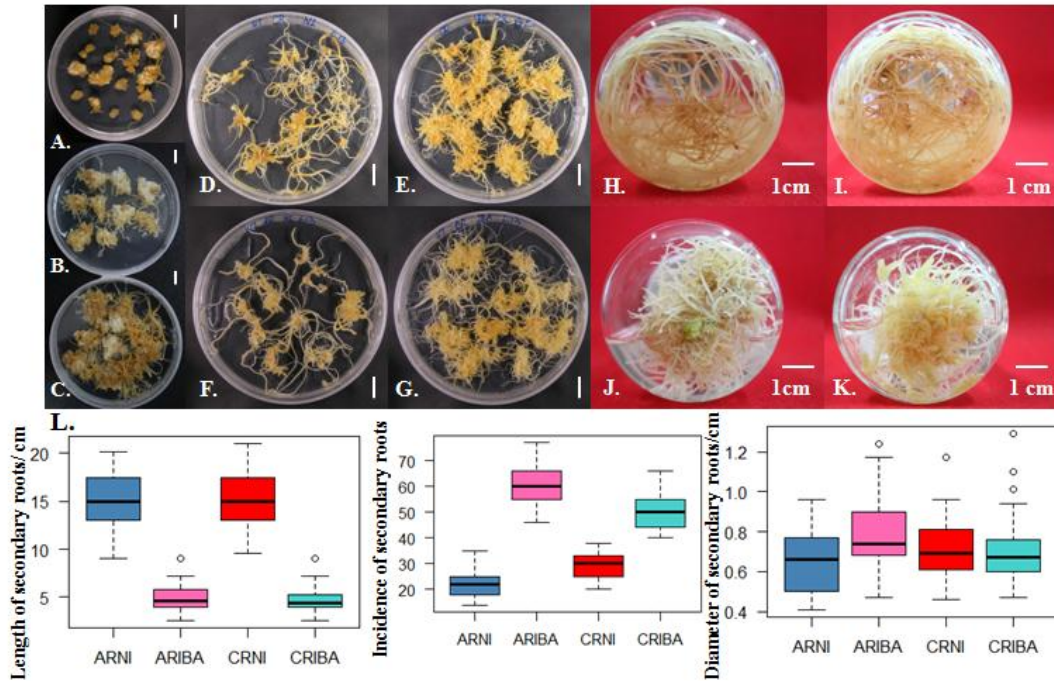 A.
B.
C.
D.
E.
F.
G.
H.
1cm
I.
1 cm
J.
1cm
K.
1 cm
L.
Length of secondary roots/ cm
20
15
10
5
ARNI ARIBA CRNI CRIBA
Incidence of secondary roots
70
60
50
40
30
20
ARNI ARIBA CRNI CRIBA
Diameter of secondary roots/cm
1.2
1.0
0.8
0.6
0.4
ARNI ARIBA CRNI CRIBA